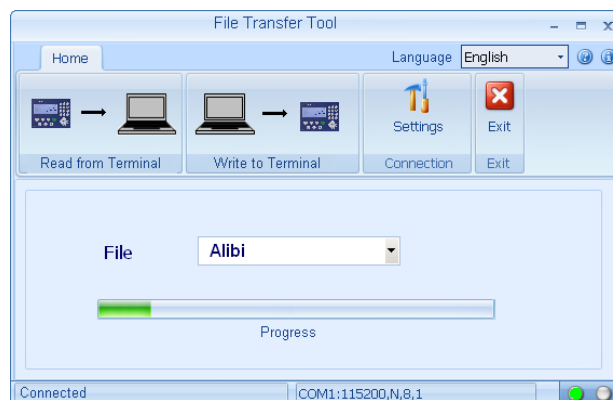 File Transfer Tool
Home
Language English
Settings
Exit
Read from Terminal
Write to Terminal
Connection
Exit
File
Alibi
Progress
Connected
COM1:115200,N,8,1